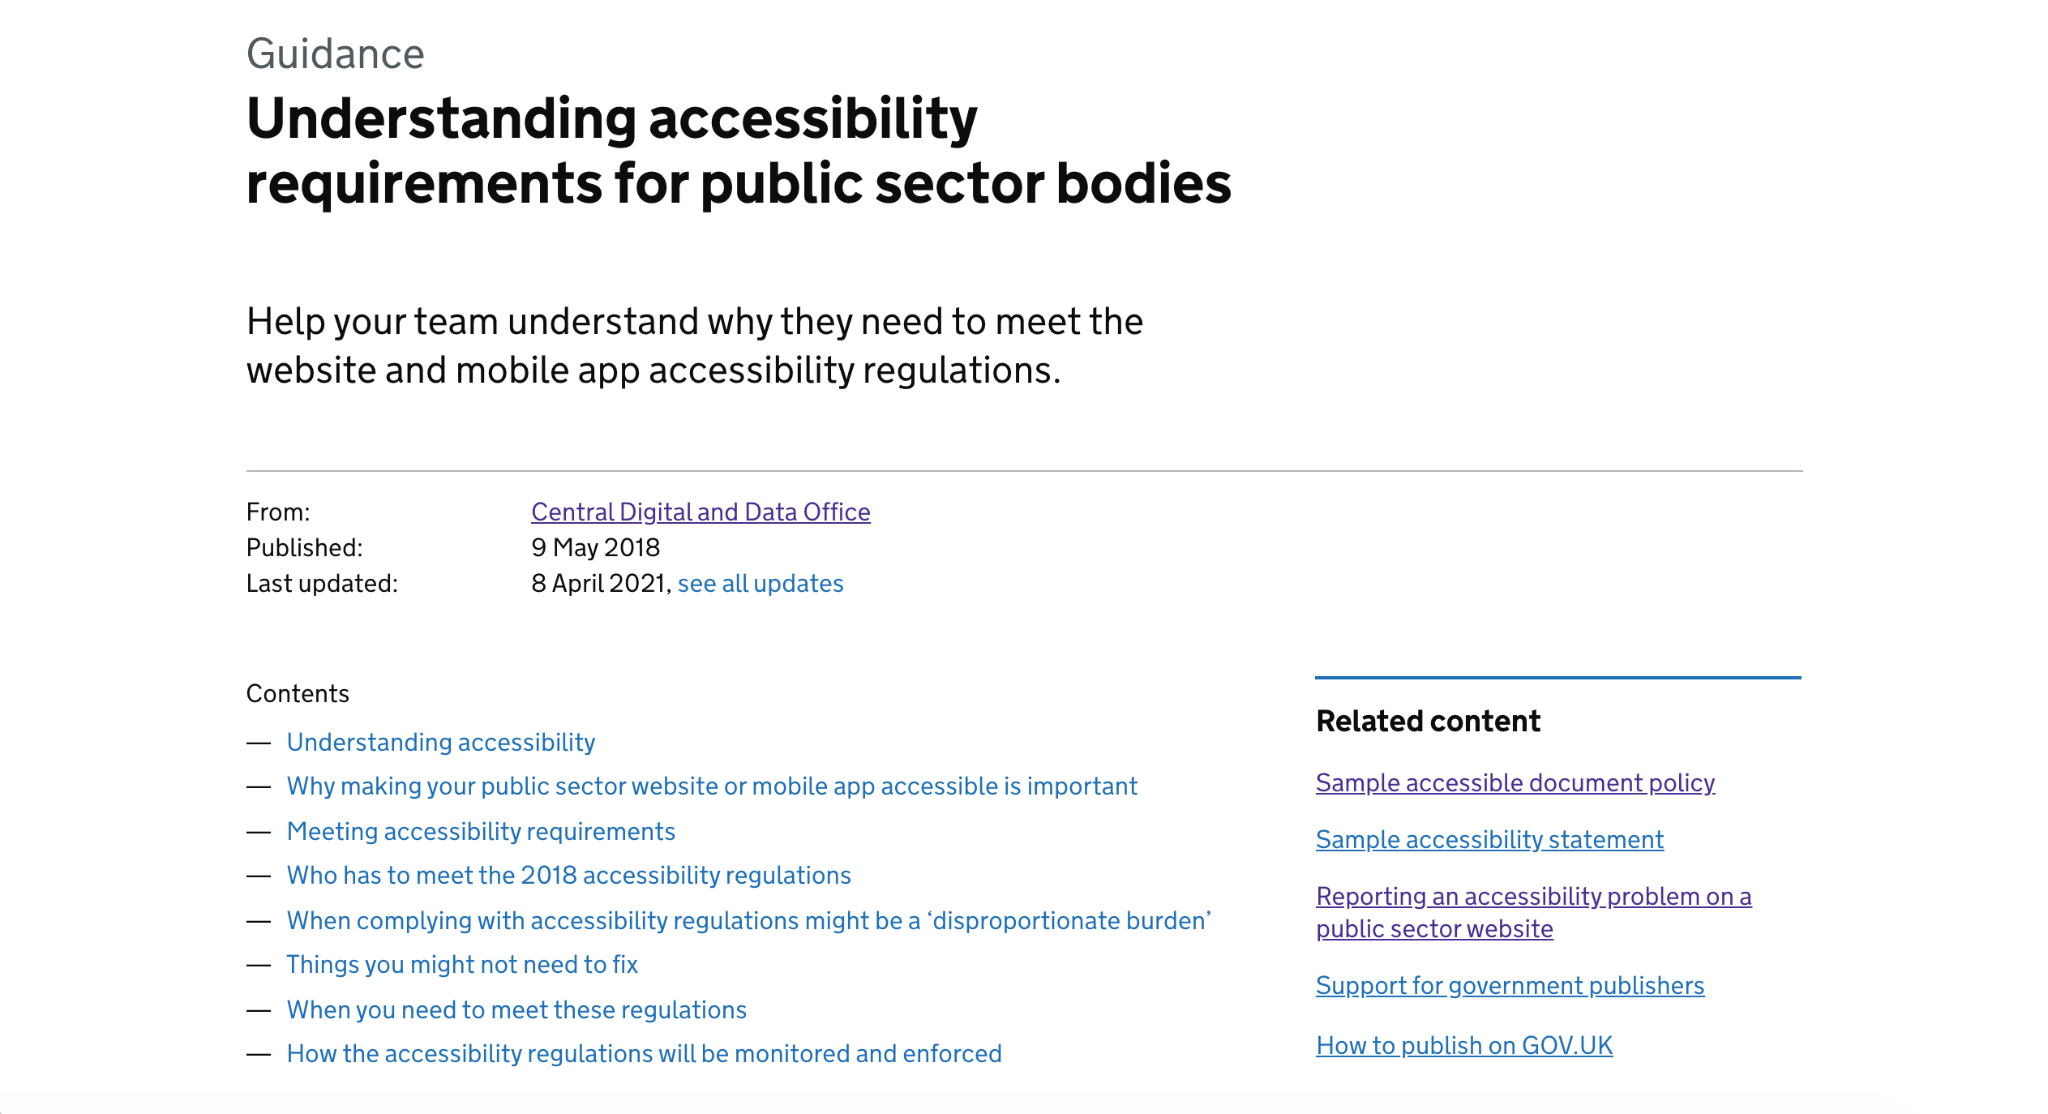 Guidance
Understanding accessibility
requirements for public sector bodies
Help your team understand why they need to meet the
website and mobile app accessibility regulations.
From: Central Digital and Data Office
Published: 9 May 2018
Last updated: 8 April 2021, see all updates
Contents
— Understanding accessibility
— Why making your public sector website or mobile app accessible is important
— Meeting accessibility requirements
— Who has to meet the 2018 accessibility regulations
— When complying with accessibility regulations might be a ‘disproportionate burden’
— Things you might not need to fix
— When you need to meet these regulations
— How the accessibility regulations will be monitored and enforced
Related content
Sample accessible document policy
Sample accessibility statement
Reporting an accessibility problem on a
public sector website
Support for government publishers
How to publish on GOV.UK